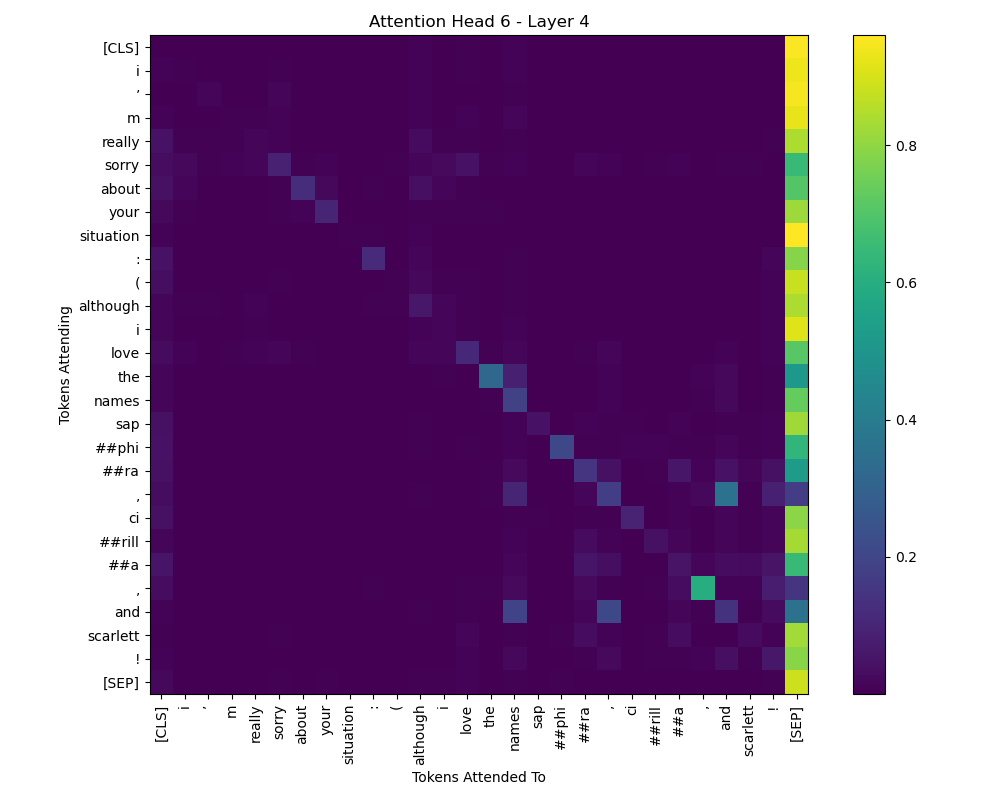 Attention Head 6 - Layer 4
Tokens Attending
[CLS]
i
’
m
really
sorry
about
your
situation
:
(
although
i
love
the
names
sap
##phi
##ra
,
ci
##rill
##a
,
and
scarlett
!
[SEP]
[CLS]
i
’
m
really
sorry
about
your
situation
:
(
although
i
love
the
names
sap
##phi
##ra
,
ci
##rill
##a
,
and
scarlett
!
[SEP]
Tokens Attended To
0.8
0.6
0.4
0.2